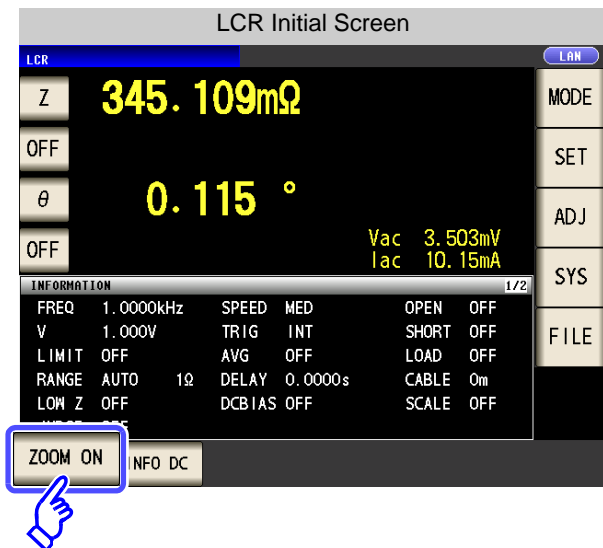 LCR Initial Screen
LCR LAN
Z 345.109mΩ MODE
OFF SET
θ 0.115 ° ADJ
OFF Vac 3.503mV
Iac 10.15mA
SYS
INFORMATION 1/2
FREQ 1.0000kHz SPEED MED OPEN OFF
V 1.000V TRIG INT SHORT OFF
FILE
LIMIT OFF AVG OFF LOAD OFF
RANGE AUTO 1Ω DELAY 0.0000s CABLE 0m
LOW Z OFF DCBIAS OFF SCALE OFF
ZOOM ON INFO DC